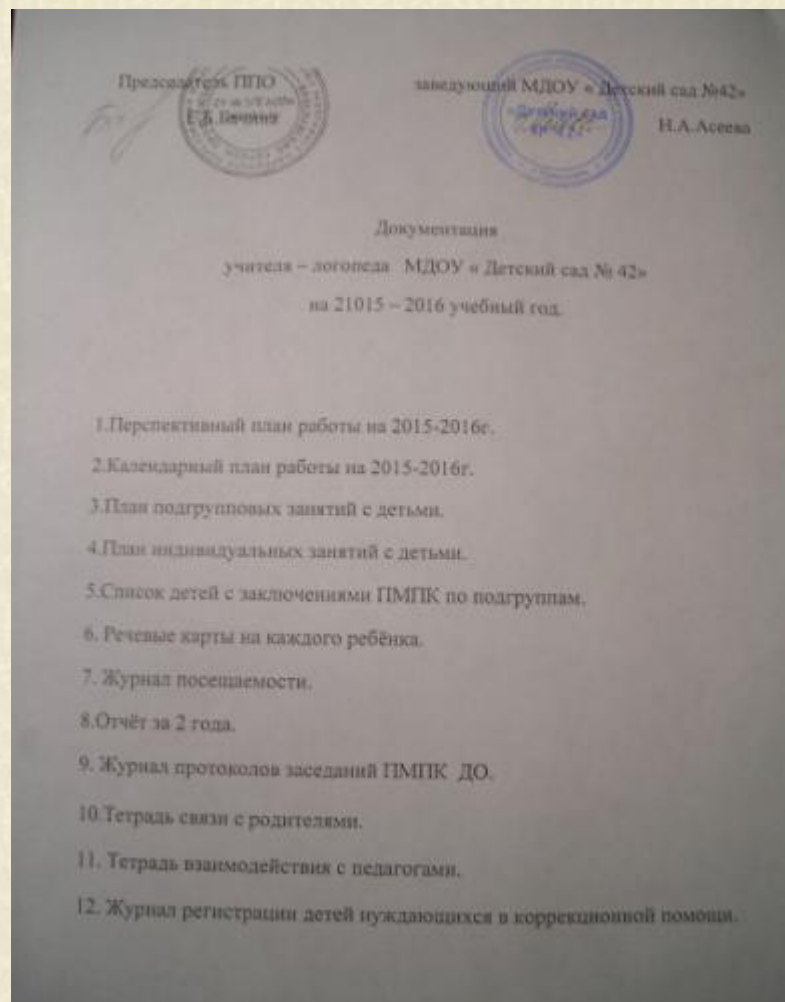 Председатель ППО заведующий МДОУ « Детский сад №42»
Н.А.Асеева
Документация
учителя – логопеда МДОУ « Детский сад № 42»
на 21015 – 2016 учебный год.
1.Перспективный план работы на 2015-2016г.
2.Календарный план работы на 2015-2016г.
3.План подгрупповых занятий с детьми.
4.План индивидуальных занятий с детьми.
5.Список детей с заключениями ПМПК по подгруппам.
6. Речевые карты на каждого ребёнка.
7. Журнал посещаемости.
8.Отчёт за 2 года.
9. Журнал протоколов заседаний ПМПК ДО.
10.Тетрадь связи с родителями.
11. Тетрадь взаимодействия с педагогами.
12. Журнал регистрации детей нуждающихся в коррекционной помощи.